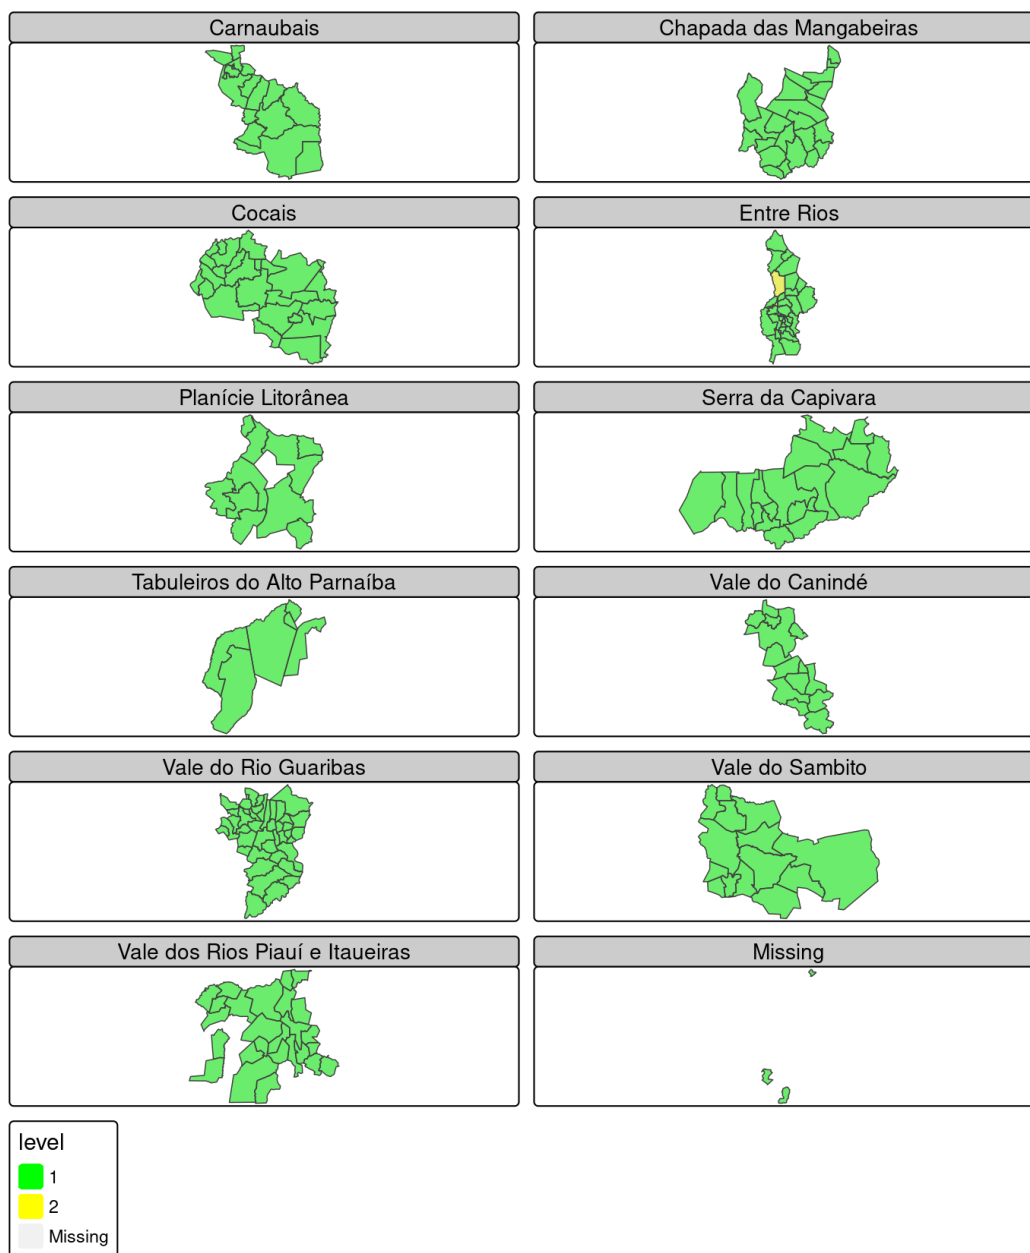 Carnaubais
Chapada das Mangabeiras
Cocais
Entre Rios
Planície Litorânea
Serra da Capivara
Tabuleiros do Alto Parnaíba
Vale do Canindé
Vale do Rio Guaribas
Vale do Sambito
Vale dos Rios Piauí e Itaueiras
Missing
level
1
2
Missing